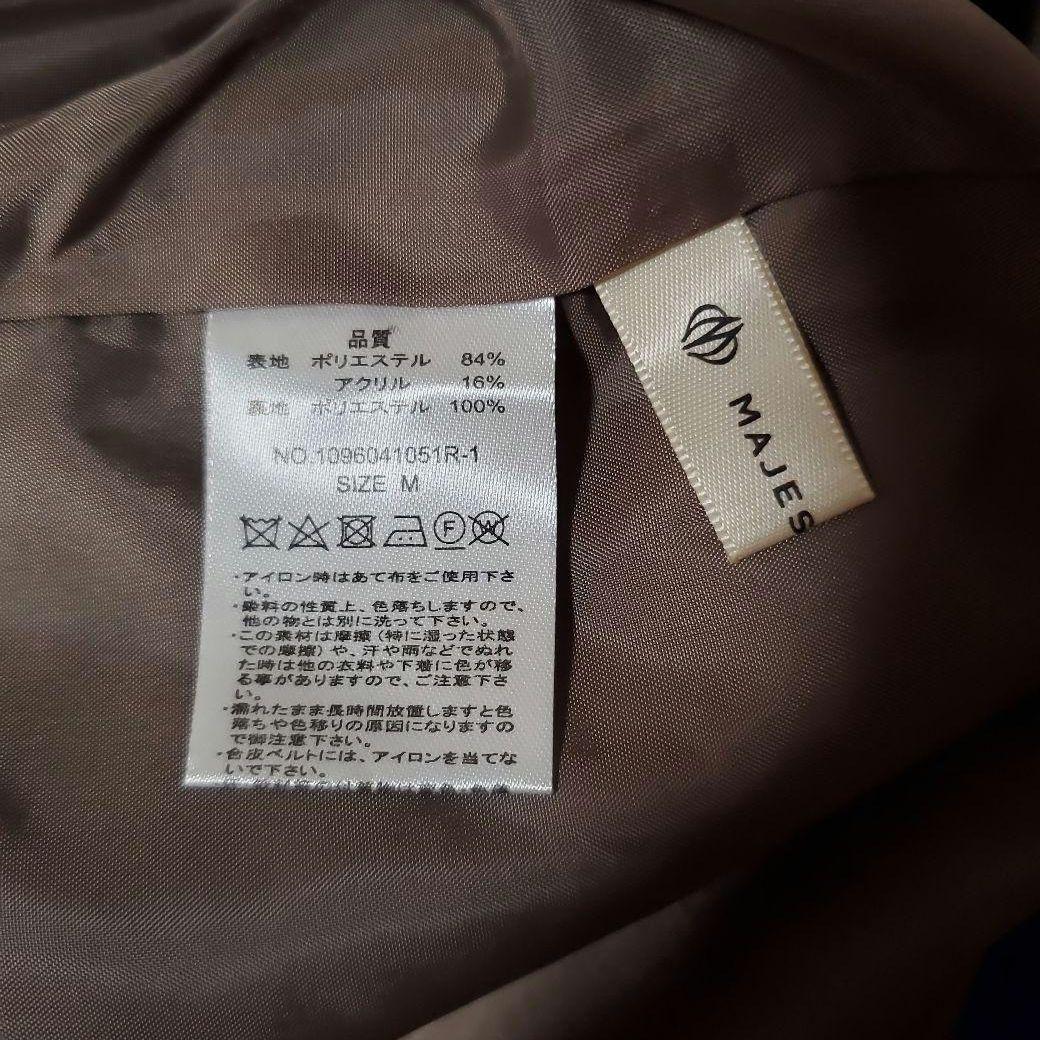 品質
表地 ポリエステル 84%
アクリル 16%
裏地 ポリエステル 100%
NO.1096041051R-1
SIZE M
F W
・アイロン時はあて布をご使用下さ
い。
・染料の性質上、色落ちしますので、
他の物とは別に洗って下さい。
・この素材は摩擦(特に湿った状態
での摩擦)や、汗や雨などでぬれ
た時は他の衣料や下着に色が移
る事がありますので、ご注意下さ
い。
・濡れたまま長時間放置しますと色
落ちや色移りの原因になりますの
で御注意下さい。
・合皮ベルトには、アイロンを当てな
いで下さい。
MAJES